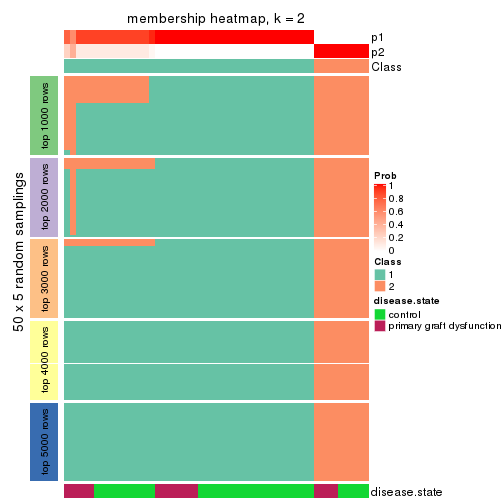 membership heatmap, k = 2
p1
p2
Class
50 x 5 random samplings
top 1000 rows
top 2000 rows
top 3000 rows
top 4000 rows
top 5000 rows
Prob
1
0.8
0.6
0.4
0.2
0
Class
1
2
disease.state
control
primary graft dysfunction
disease.state